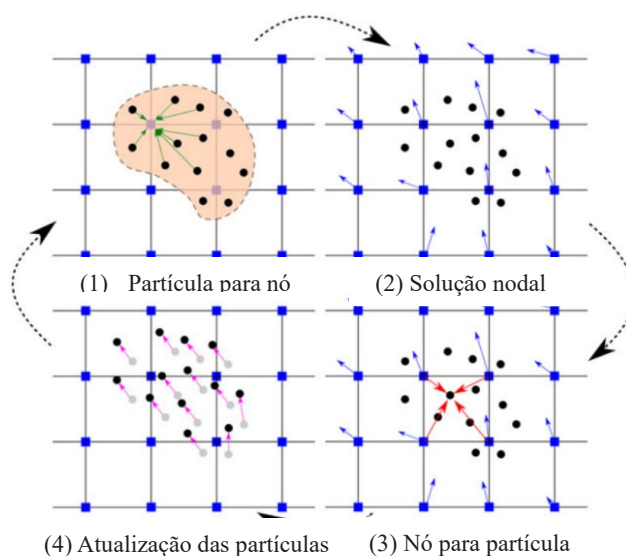 (1) Partícula para nó
(2) Solução nodal
(4) Atualização das partículas
(3) Nó para partícula